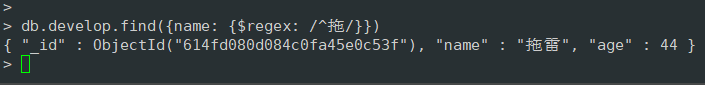 >
> db.develop.find({name: {$regex: /^拖/}})
{ "_id" : ObjectId("614fd080d084c0fa45e0c53f"), "name" : "拖雷", "age" : 44 }
>